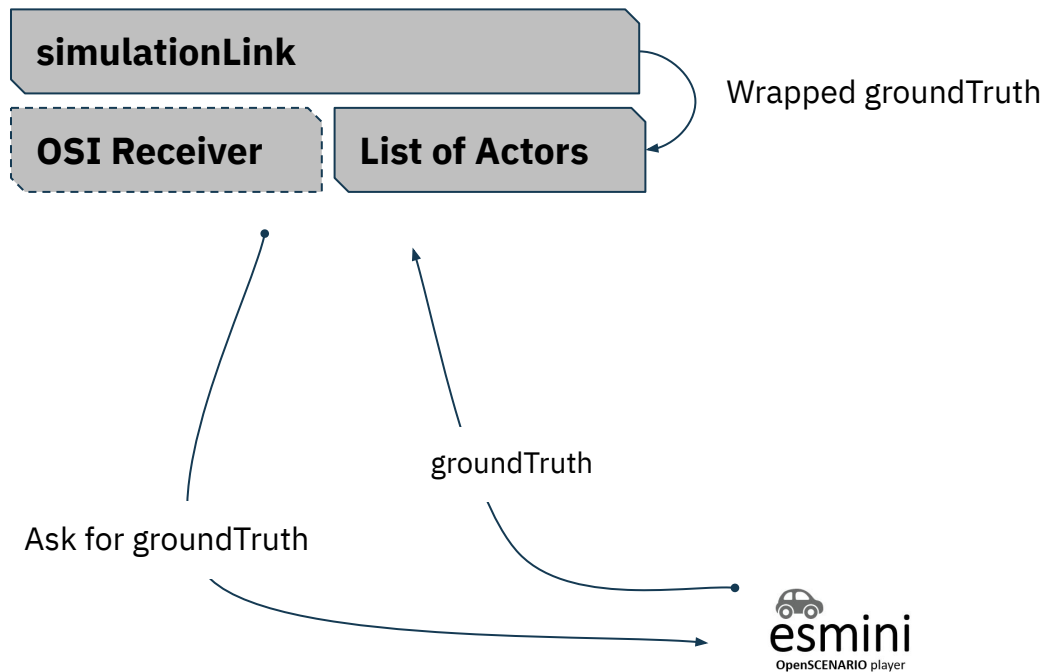 simulationLink
Wrapped groundTruth
OSI Receiver
List of Actors
groundTruth
Ask for groundTruth
esmini
OpenSCENARIO player